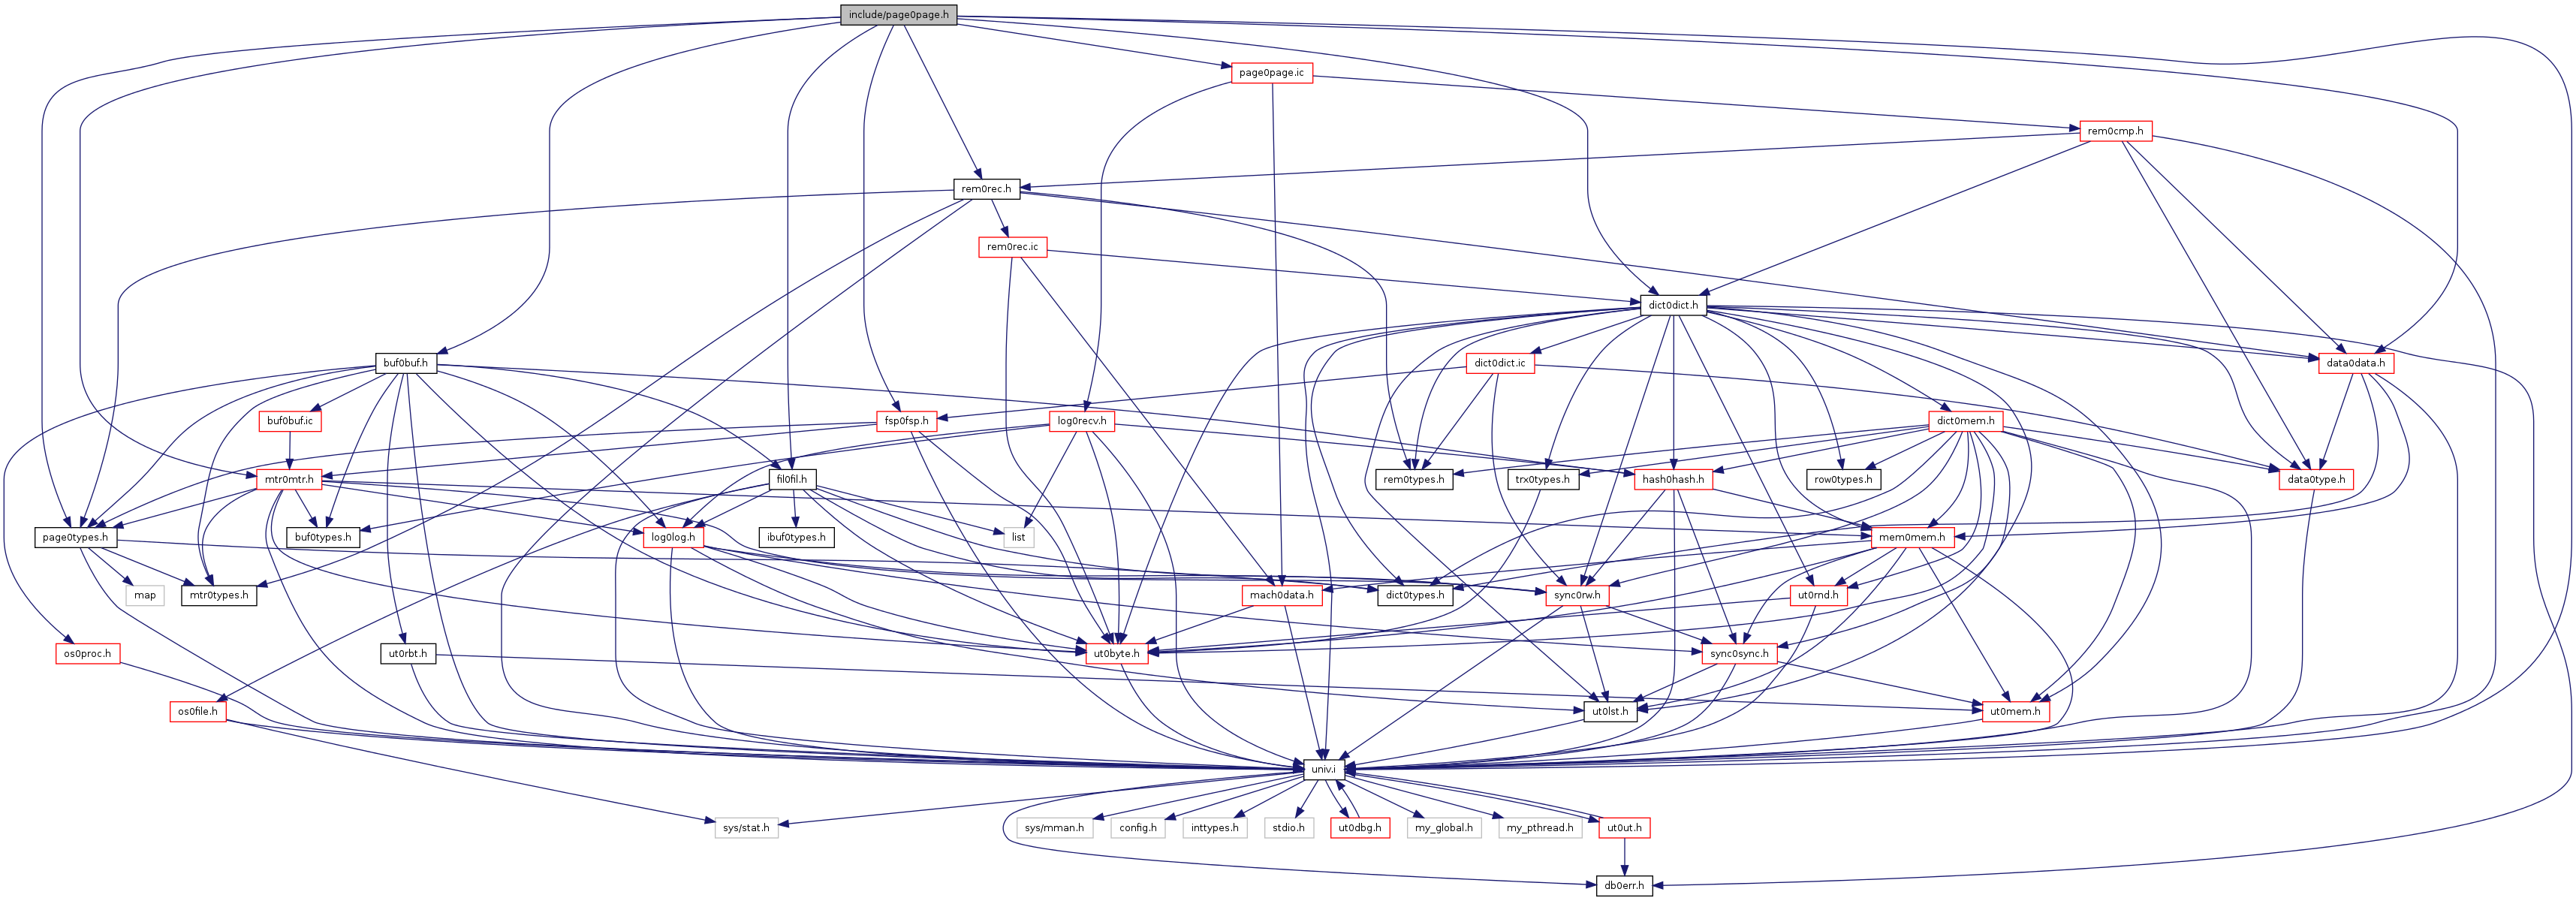 include/page0page.h
page0page.ic
rem0cmp.h
rem0rec.h
rem0rec.ic
dict0dict.h
buf0buf.h
dict0dict.ic
data0data.h
buf0buf.ic
fsp0fsp.h
log0recv.h
dict0mem.h
mtr0mtr.h
fil0fil.h
rem0types.h
trx0types.h
hash0hash.h
row0types.h
data0type.h
page0types.h
buf0types.h
log0log.h
ibuf0types.h
list
mem0mem.h
map
mtr0types.h
mach0data.h
dict0types.h
sync0rw.h
ut0rnd.h
os0proc.h
ut0rbt.h
ut0byte.h
sync0sync.h
os0file.h
ut0lst.h
ut0mem.h
univ.i
sys/stat.h
sys/mman.h
config.h
inttypes.h
stdio.h
ut0dbg.h
my_global.h
my_pthread.h
ut0ut.h
db0err.h